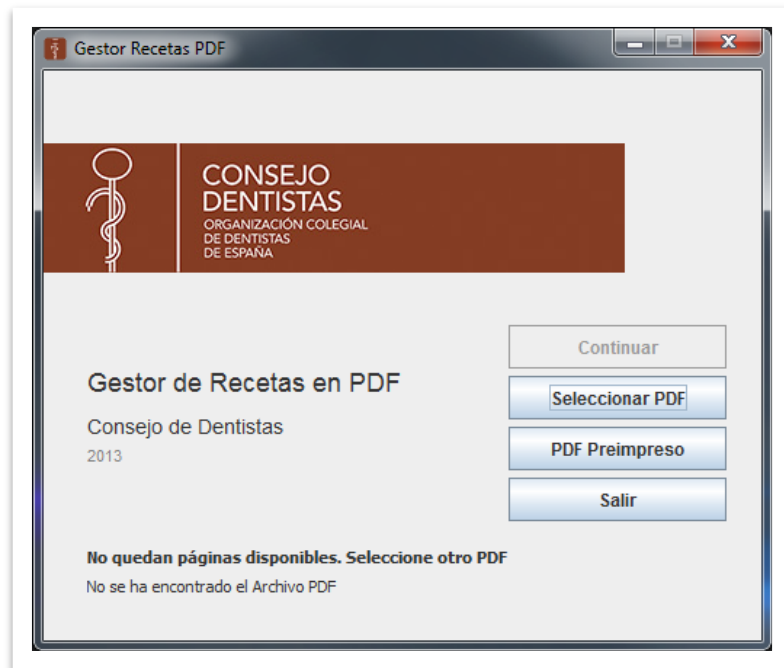 Gestor Recetas PDF
CONSEJO
DENTISTAS
ORGANIZACIÓN COLEGIAL
DE DENTISTAS
DE ESPAÑA
Continuar
Gestor de Recetas en PDF
Seleccionar PDF
Consejo de Dentistas
2013
PDF Preimpreso
Salir
No quedan páginas disponibles. Seleccione otro PDF
No se ha encontrado el Archivo PDF